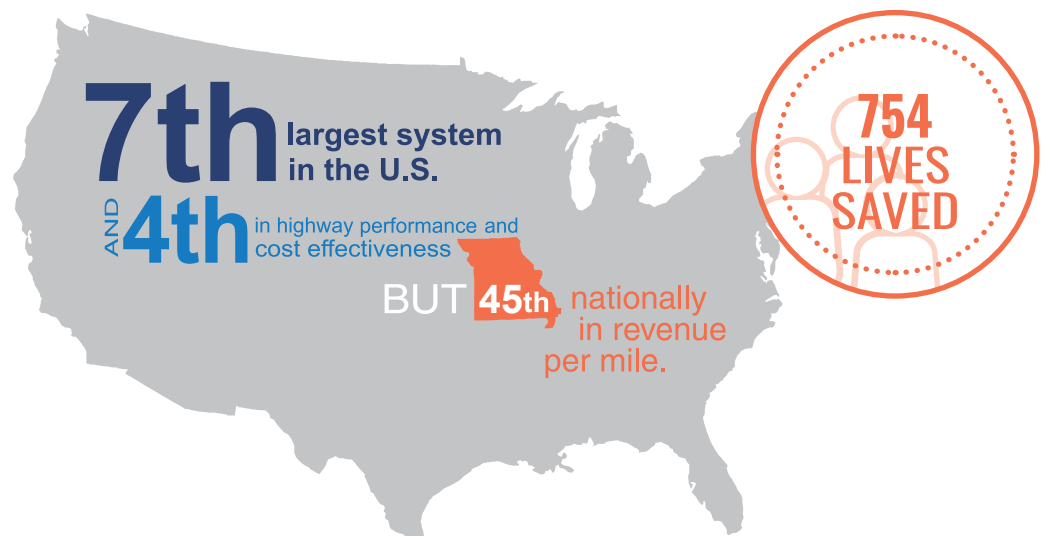 7th largest system
in the U.S.
AND 4th in highway performance and
cost effectiveness
BUT 45th nationally
in revenue
per mile.
754
LIVES
SAVED